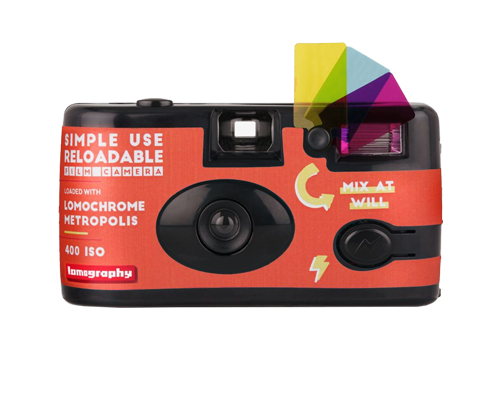 SIMPLE USE
RELOADABLE
FILM CAMERA
LOADED WITH
LOMOCHROME
METROPOLIS
400 ISO
lomography
MIX AT
WILL